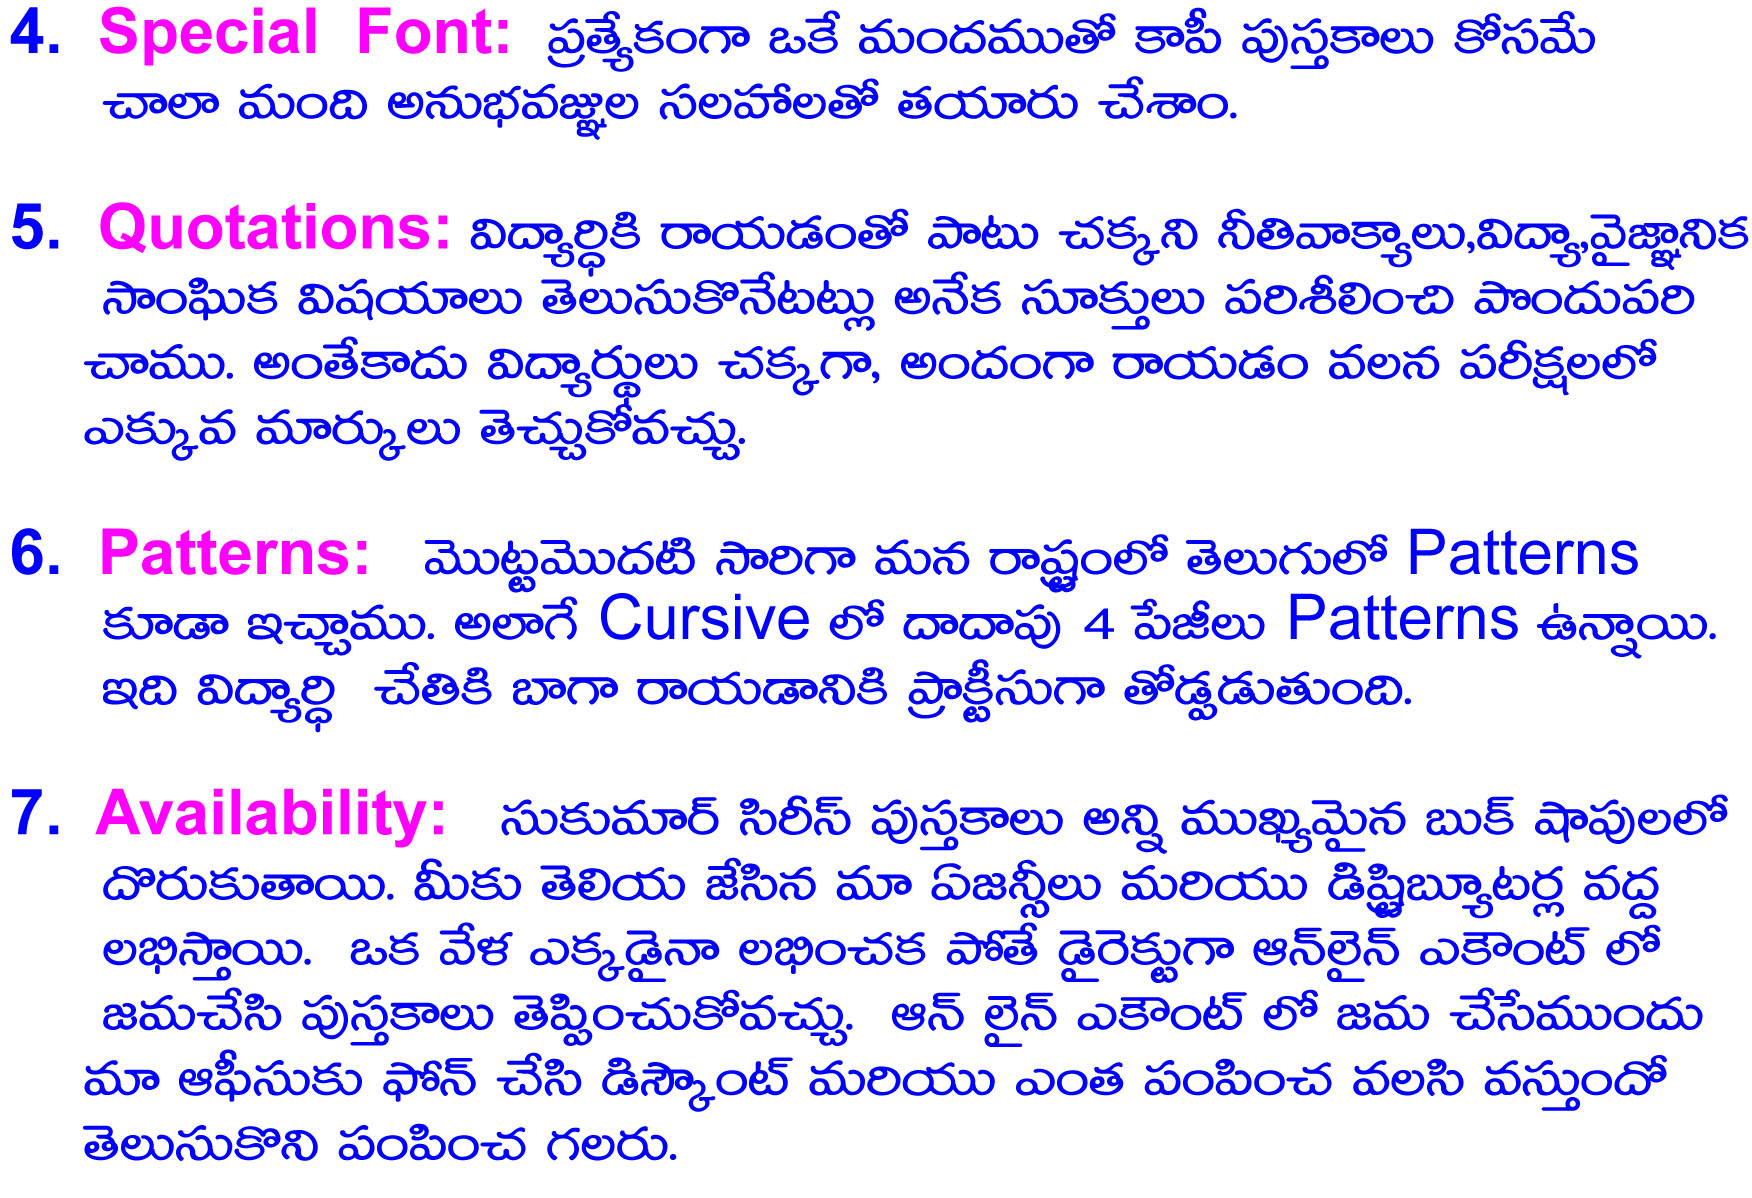 4. Special Font: ప్రత్యేకంగా ఒకే మందముతో కాపీ పుస్తకాలు కోసమే
చాలా మంది అనుభవజ్ఞుల సలహాలతో తయారు చేశాం.
5. Quotations: విద్యార్ధికి రాయడంతో పాటు చక్కని నీతివాక్యాలు,విద్యా,వైజ్ఞానిక
సాంఘిక విషయాలు తెలుసుకొనేటట్లు అనేక సూక్తులు పరిశీలించి పొందుపరి
చాము. అంతేకాదు విద్యార్థులు చక్కగా, అందంగా రాయడం వలన పరీక్షలలో
ఎక్కువ మార్కులు తెచ్చుకోవచ్చు.
6. Patterns: మొట్టమొదటి సారిగా మన రాష్ట్రంలో తెలుగులో Patterns
కూడా ఇచ్చాము. అలాగే Cursive లో దాదాపు 4 పేజీలు Patterns ఉన్నాయి.
ఇది విద్యార్ధి చేతికి బాగా రాయడానికి ప్రాక్టీసుగా తోడ్పడుతుంది.
7. Availability: సుకుమార్ సిరీస్ పుస్తకాలు అన్ని ముఖ్యమైన బుక్ షాపులలో
దొరుకుతాయి. మీకు తెలియ జేసిన మా ఏజన్సీలు మరియు డిష్ట్రిబ్యూటర్ల వద్ద
లభిస్తాయి. ఒక వేళ ఎక్కడైనా లభించక పోతే డైరెక్టుగా ఆన్‌లైన్ ఎకౌంట్ లో
జమచేసి పుస్తకాలు తెప్పించుకోవచ్చు. ఆన్ లైన్ ఎకౌంట్ లో జమ చేసేముందు
మా ఆఫీసుకు ఫోన్ చేసి డిస్కౌంట్ మరియు ఎంత పంపించ వలసి వస్తుందో
తెలుసుకొని పంపించ గలరు.